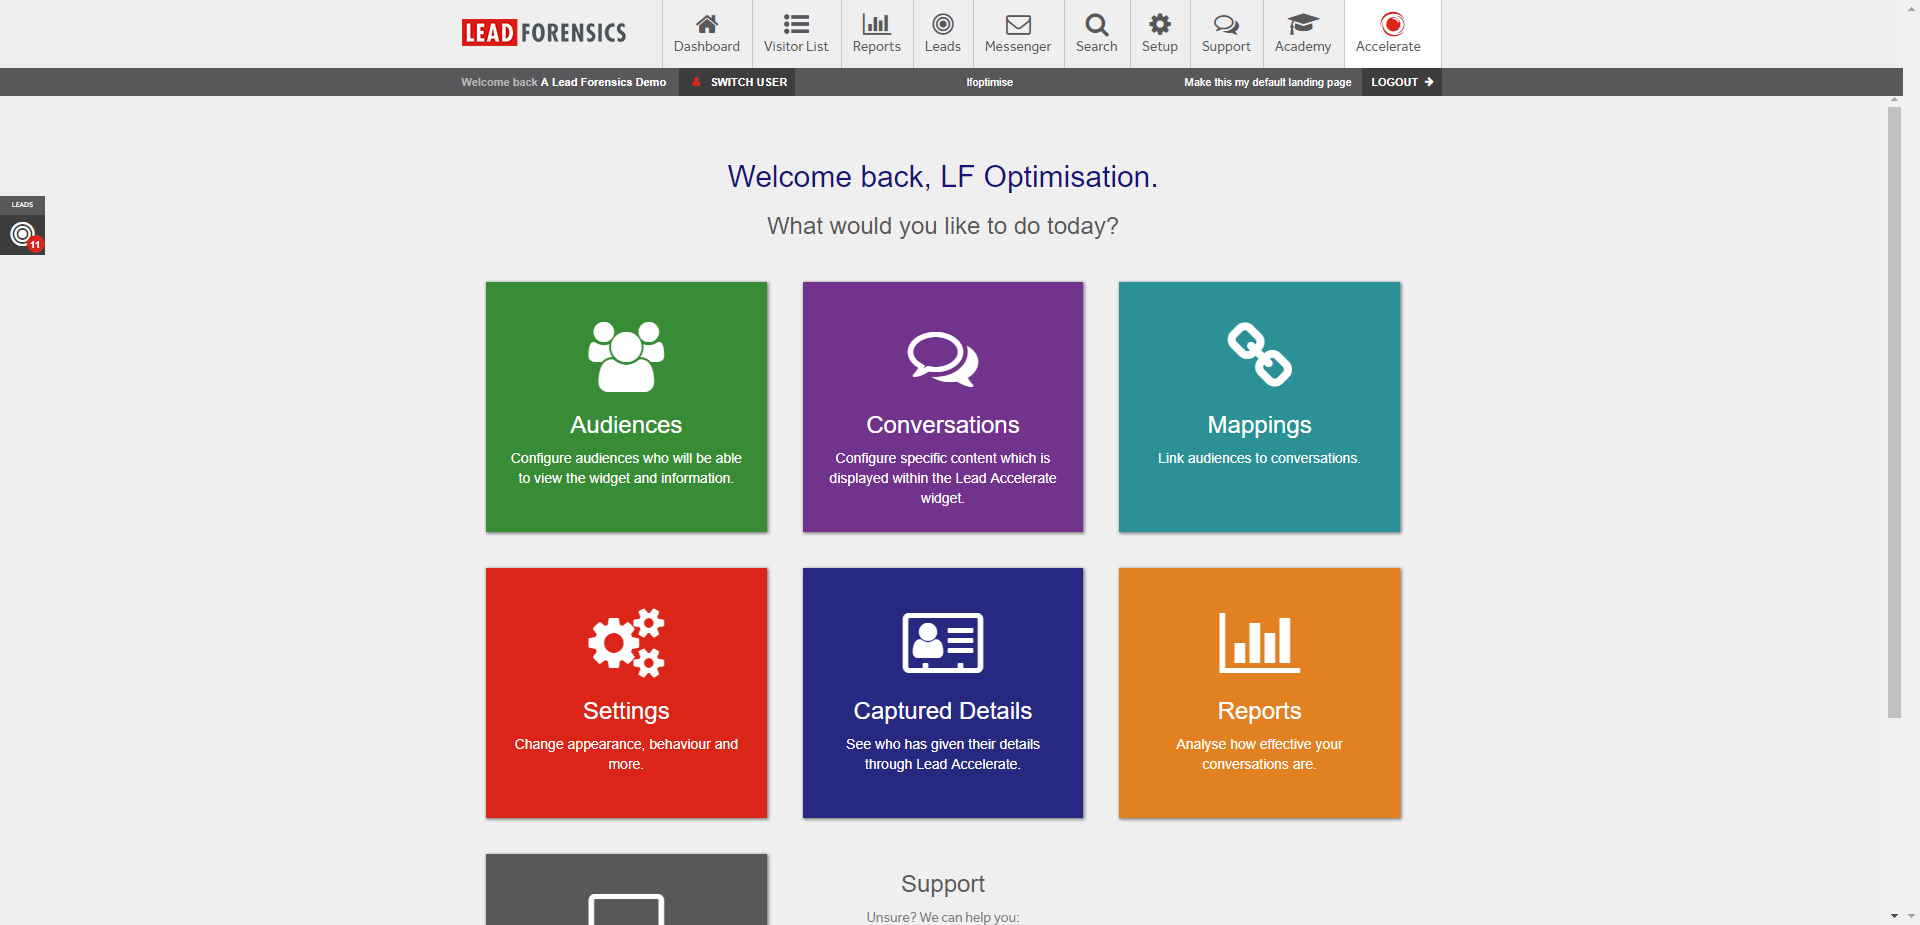 LEAD FORENSICS
Dashboard
Visitor List
Reports
Leads
Messenger
Search
Setup
Support
Academy
Accelerate
Welcome back A Lead Forensics Demo
SWITCH USER
lfoptimise
Make this my default landing page
LOGOUT
LEADS
11
Welcome back, LF Optimisation.
What would you like to do today?
Audiences
Configure audiences who will be able
to view the widget and information.
Conversations
Configure specific content which is
displayed within the Lead Accelerate
widget.
Mappings
Link audiences to conversations.
Settings
Change appearance, behaviour and
more.
Captured Details
See who has given their details
through Lead Accelerate.
Reports
Analyse how effective your
conversations are.
Support
Unsure? We can help you: